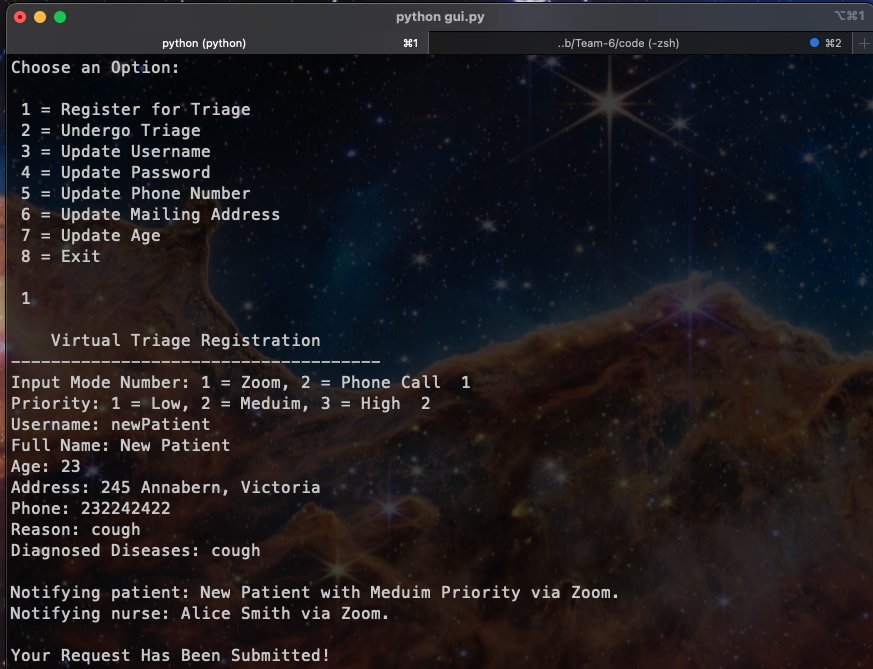 python gui.py
⌥⌘1
python (python) ⌘1 ..b/Team-6/code (-zsh) ⌘2
Choose an Option:
1 = Register for Triage
2 = Undergo Triage
3 = Update Username
4 = Update Password
5 = Update Phone Number
6 = Update Mailing Address
7 = Update Age
8 = Exit
1
Virtual Triage Registration
-------------------------------------
Input Mode Number: 1 = Zoom, 2 = Phone Call  1
Priority: 1 = Low, 2 = Meduim, 3 = High  2
Username: newPatient
Full Name: New Patient
Age: 23
Address: 245 Annabern, Victoria
Phone: 232242422
Reason: cough
Diagnosed Diseases: cough
Notifying patient: New Patient with Meduim Priority via Zoom.
Notifying nurse: Alice Smith via Zoom.
Your Request Has Been Submitted!